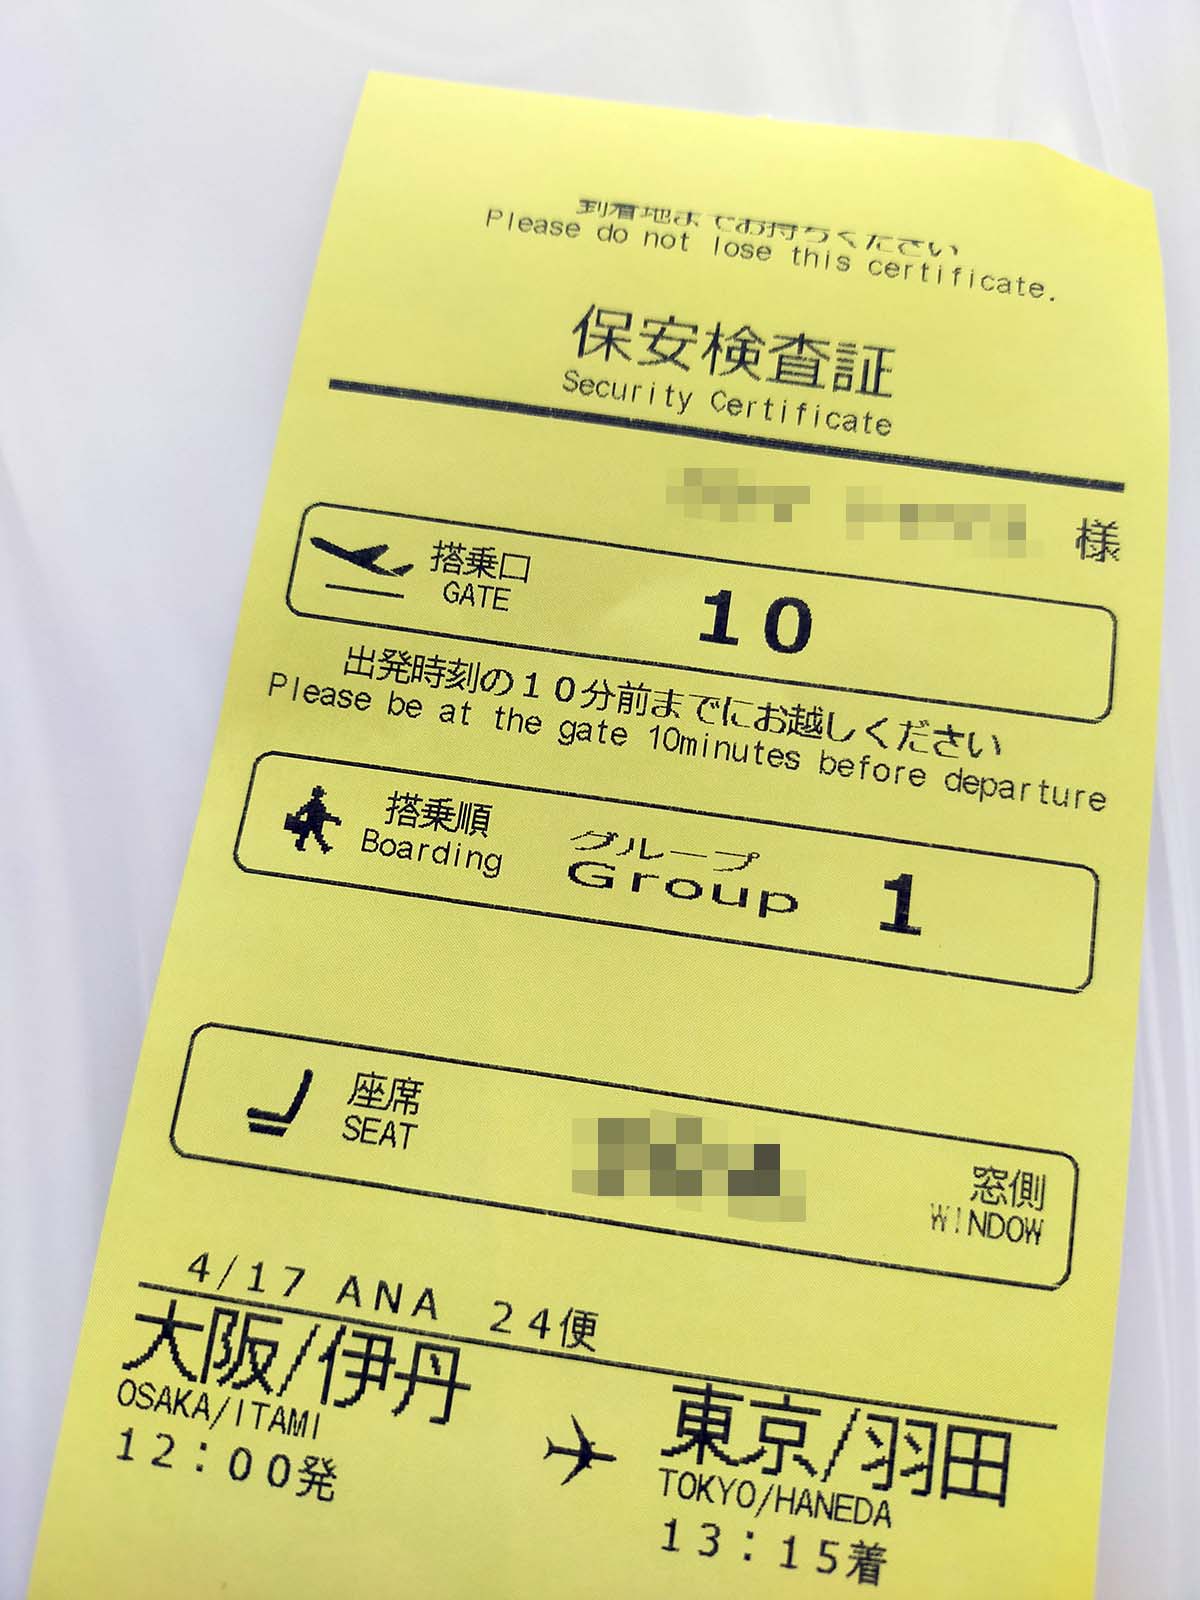 到着地までお持ちください
Please do not lose this certificate.
保安検査証
Security Certificate
様
搭乗口
GATE
10
出発時刻の10分前までにお越しください
Please be at the gate 10minutes before departure
搭乗順
Boarding
グループ
Group
1
座席
SEAT
窓側
WINDOW
4/17 ANA 24便
大阪/伊丹
OSAKA/ITAMI
12:00発
東京/羽田
TOKYO/HANEDA
13:15着